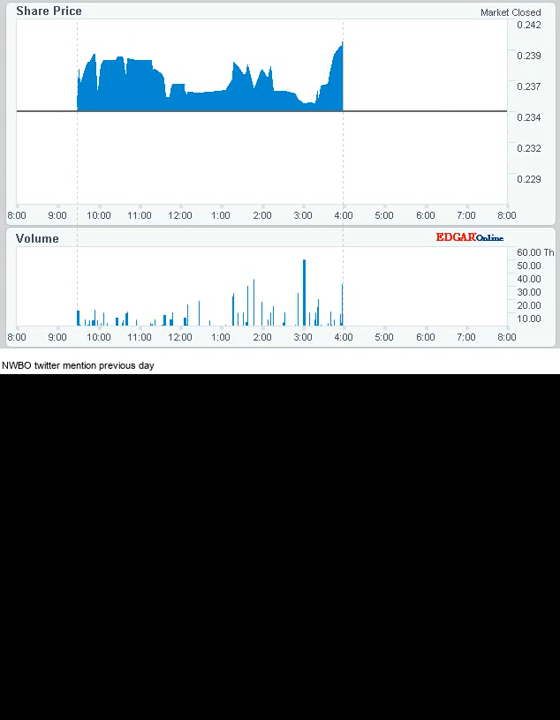 Share Price
Market Closed
0.242
0.239
0.237
0.234
0.232
0.229
8:00 9:00 10:00 11:00 12:00 1:00 2:00 3:00 4:00 5:00 6:00 7:00 8:00
Volume
EDGAR Online
60.00 Th
50.00
40.00
30.00
20.00
10.00
8:00 9:00 10:00 11:00 12:00 1:00 2:00 3:00 4:00 5:00 6:00 7:00 8:00
NWBO twitter mention previous day